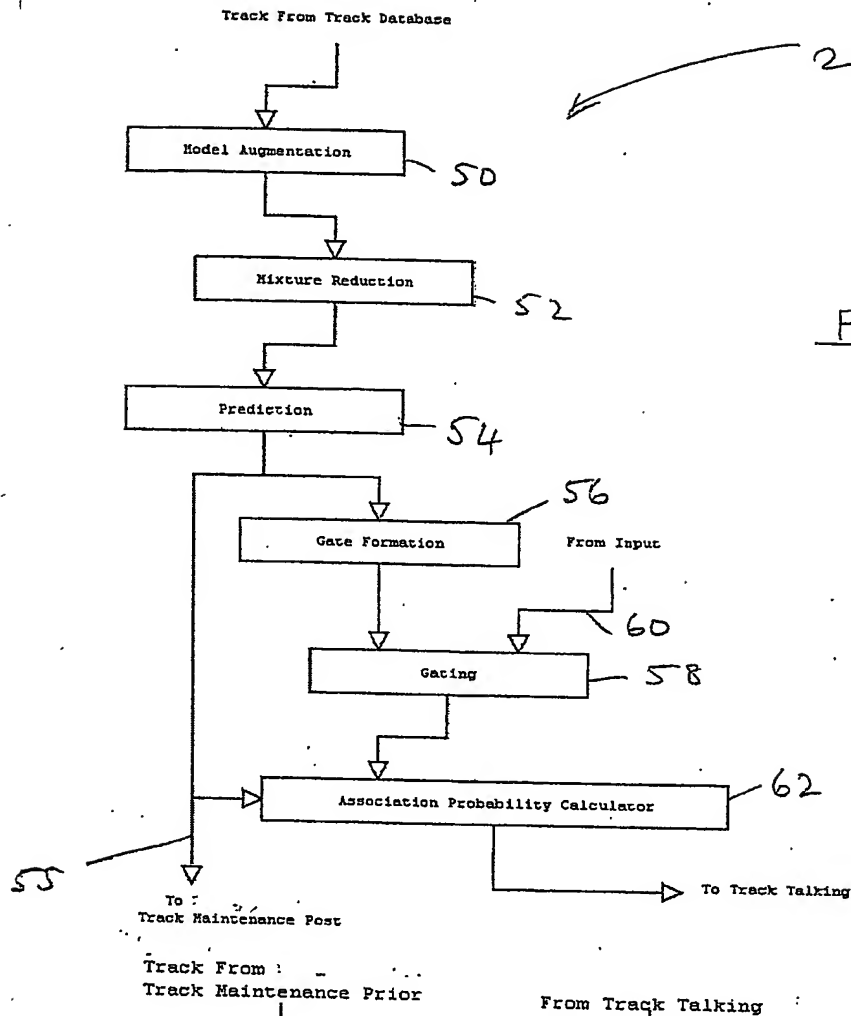 Track From Track Database
2
Model Augmentation
50
Mixture Reduction
52
F
Prediction
54
56
Gate Formation
From Input
60
Gating
58
62
Association Probability Calculator
55
To
Track Maintenance Post
To Track Talking
Track From
Track Maintenance Prior
From Track Talking